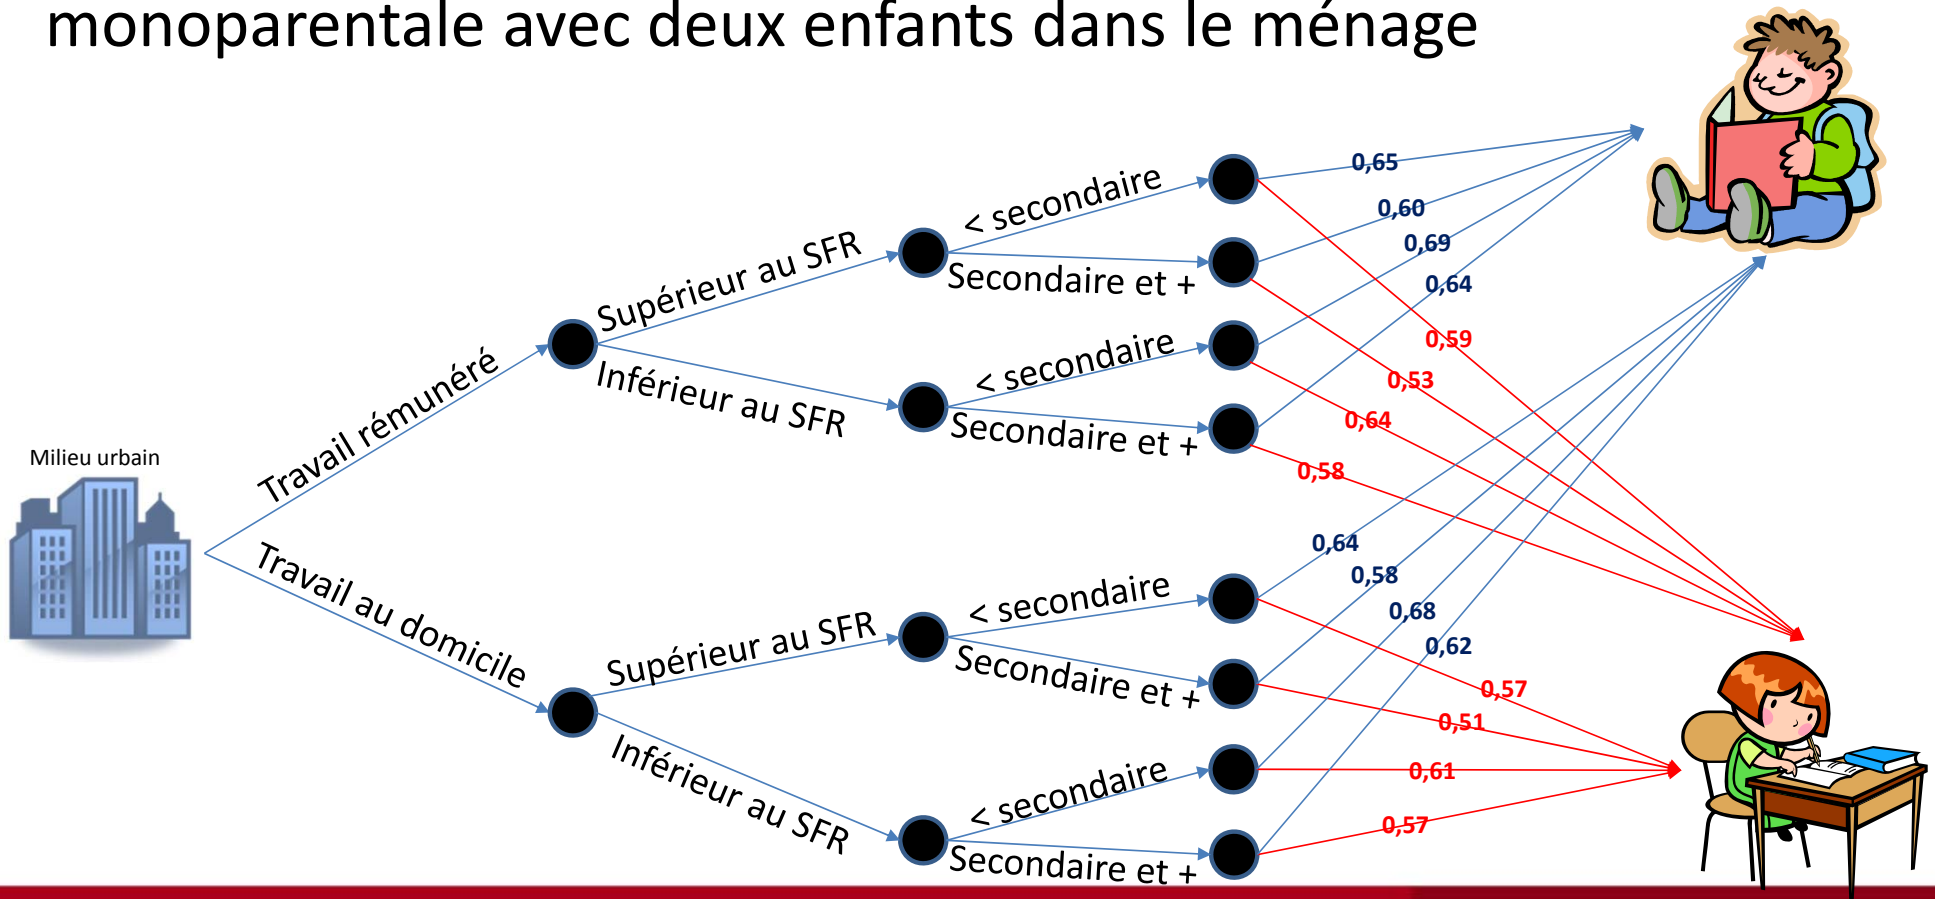 monoparentale avec deux enfants dans le ménage
Milieu urbain
Travail rémunéré
Travail au domicile
Supérieur au SFR
Inférieur au SFR
Supérieur au SFR
Inférieur au SFR
< secondaire
Secondaire et +
< secondaire
Secondaire et +
< secondaire
Secondaire et +
< secondaire
Secondaire et +
0,65
0,60
0,69
0,64
0,59
0,53
0,64
0,58
0,64
0,58
0,68
0,62
0,57
0,51
0,61
0,57